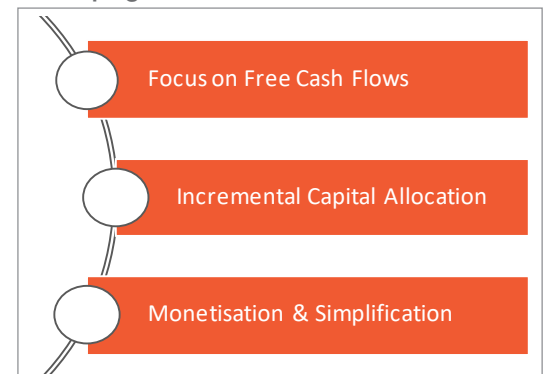 Focus on Free Cash Flows
Incremental Capital Allocation
Monetisation & Simplification